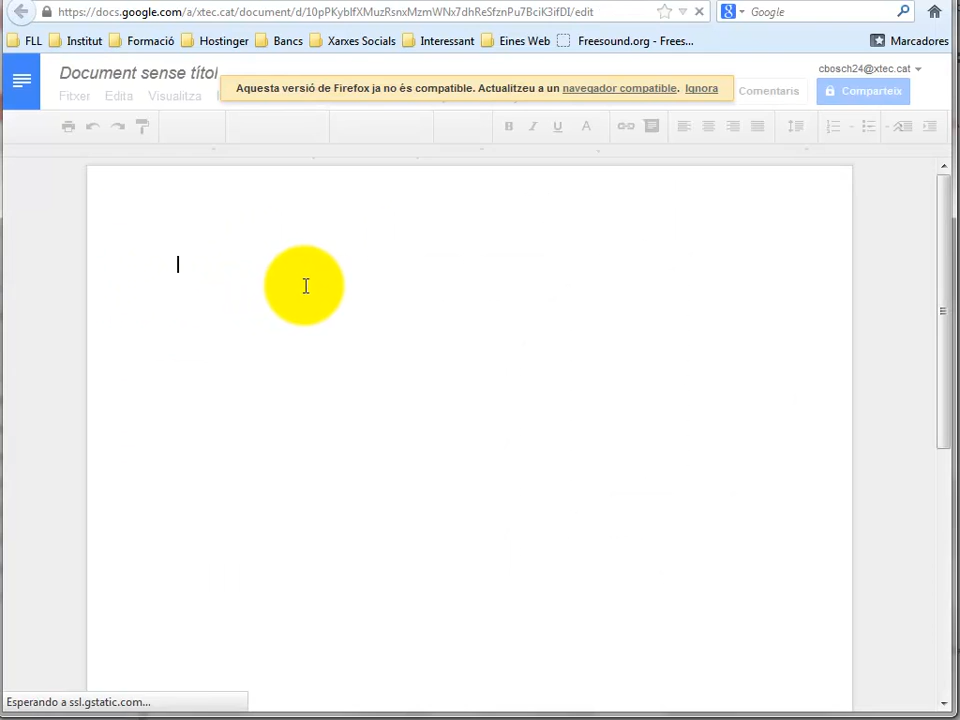 https://docs.google.com/a/xtec.cat/document/d/10pPKyblfXMuzRsnxMzmWNx7dhReSfznPu7BciK3ifDI/edit
Google
FLL Institut Formació Hostinger Bancs Xarxes Socials Interessant Eines Web Freesound.org - Frees... Marcadores
Document sense títol
cbosch24@xtec.cat
Aquesta versió de Firefox ja no és compatible. Actualitzeu a un navegador compatible. Ignora
Fitxer Edita Visualitza
Comentaris
Comparteix
B I U A
Esperando a ssl.gstatic.com...